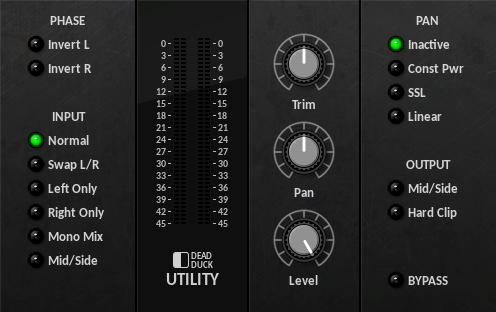 PHASE
Invert L
Invert R
INPUT
Normal
Swap L/R
Left Only
Right Only
Mono Mix
Mid/Side
0 0
3 3
6 6
9 9
12 12
15 15
18 18
21 21
24 24
27 27
30 30
33 33
36 36
39 39
42 42
45 45
DEAD
DUCK
UTILITY
Trim
Pan
Level
PAN
Inactive
Const Pwr
SSL
Linear
OUTPUT
Mid/Side
Hard Clip
BYPASS